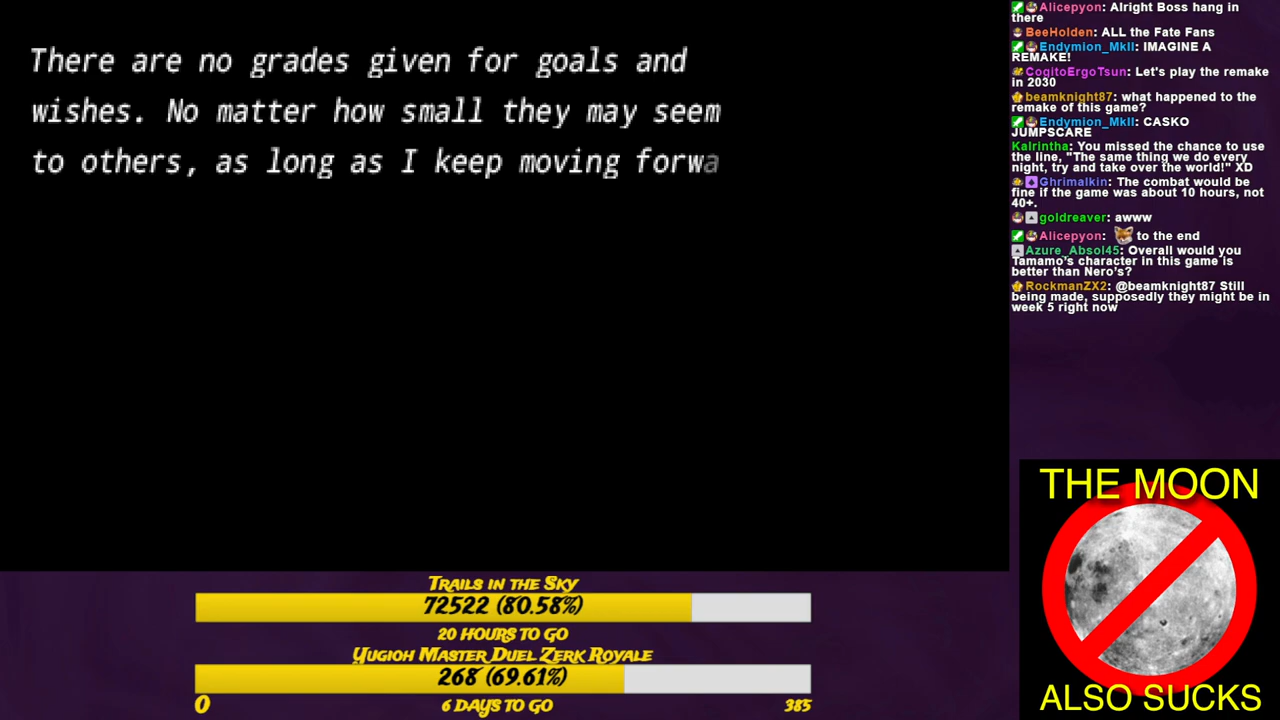 There are no grades given for goals and
wishes. No matter how small they may seem
to others, as long as I keep moving forwa
Alicepyon: Alright Boss hang in
there
BeeHolden: ALL the Fate Fans
Endymion_MkII: IMAGINE A
REMAKE!
CogitoErgoTsun: Let's play the remake
in 2030
beamknight87: what happened to the
remake of this game?
Endymion_MkII: CASKO
JUMPSCARE
Kalrintha: You missed the chance to use
the line, "The same thing we do every
night, try and take over the world!" XD
Ghrimalkin: The combat would be
fine if the game was about 10 hours, not
40+.
goldreaver: awww
Alicepyon: to the end
Azure_Absol45: Overall would you
Tamamo's character in this game is
better than Nero's?
RockmanZX2: @beamknight87 Still
being made, supposedly they might be in
week 5 right now
THE MOON
ALSO SUCKS
TRAILS IN THE SKY
72522 (80.58%)
20 HOURS TO GO
YUGIOH MASTER DUEL ZERK ROYALE
268 (69.61%)
0
6 DAYS TO GO
385